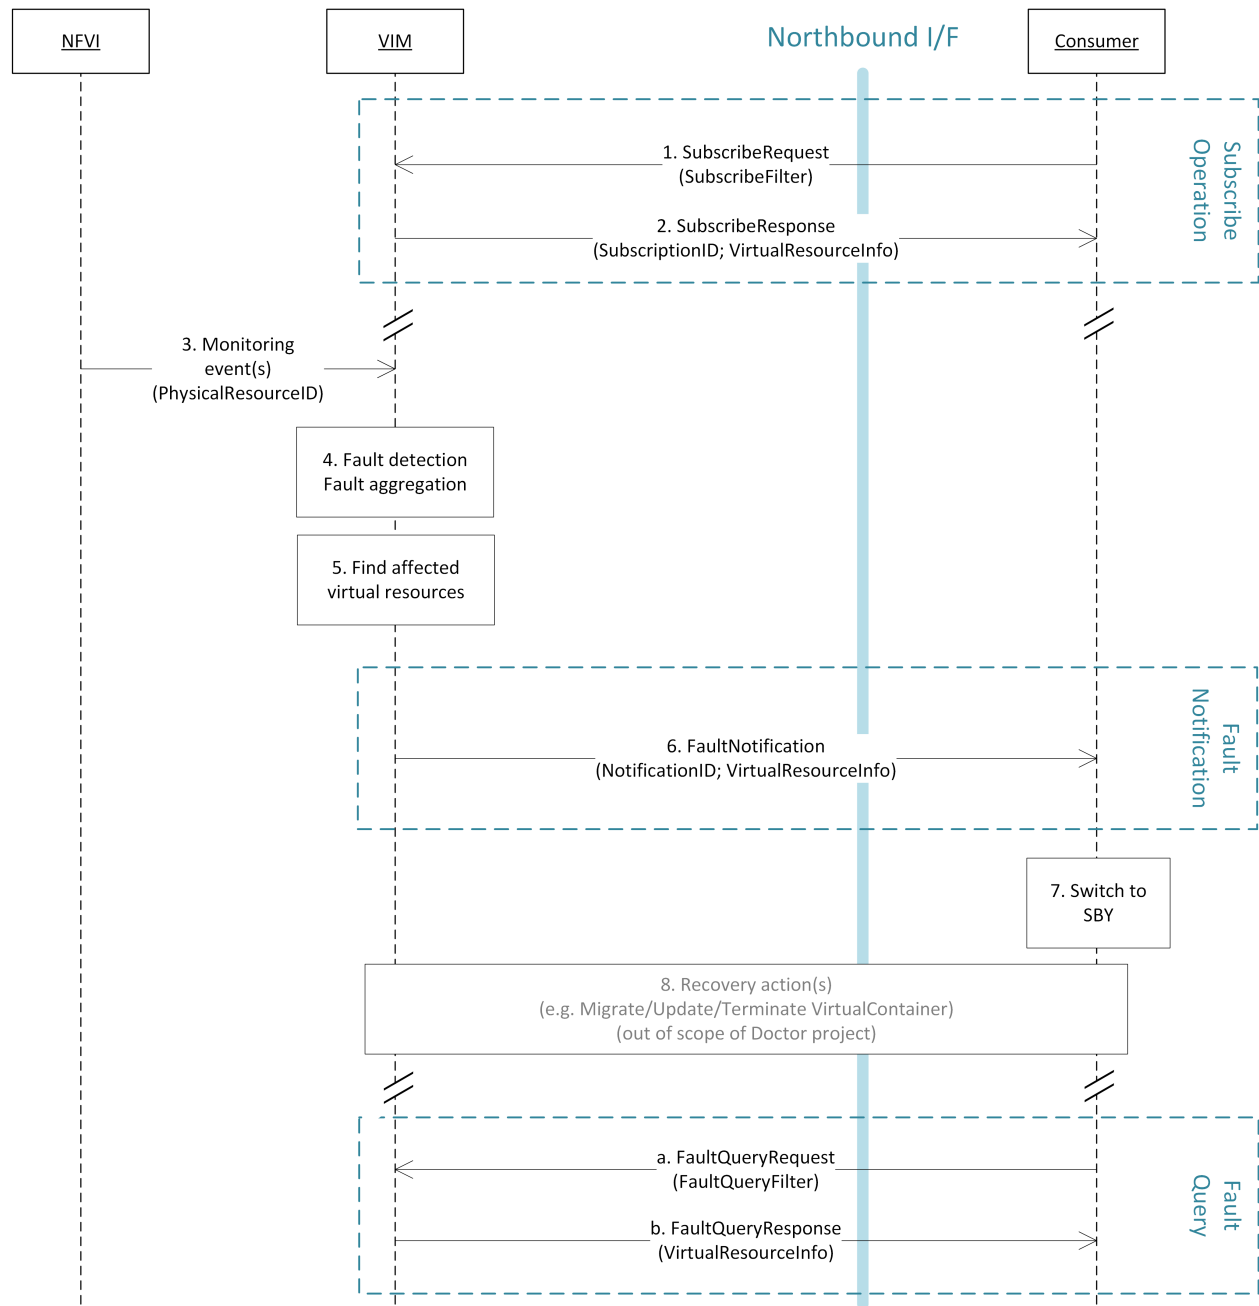 NFVI
VIM
Northbound I/F
Consumer
Subscribe
Operation
1. SubscribeRequest
(SubscribeFilter)
2. SubscribeResponse
(SubscriptionID; VirtualResourceInfo)
3. Monitoring
event(s)
(PhysicalResourceID)
4. Fault detection
Fault aggregation
5. Find affected
virtual resources
Fault
Notification
6. FaultNotification
(NotificationID; VirtualResourceInfo)
7. Switch to
SBY
8. Recovery action(s)
(e.g. Migrate/Update/Terminate VirtualContainer)
(out of scope of Doctor project)
Fault
Query
a. FaultQueryRequest
(FaultQueryFilter)
b. FaultQueryResponse
(VirtualResourceInfo)